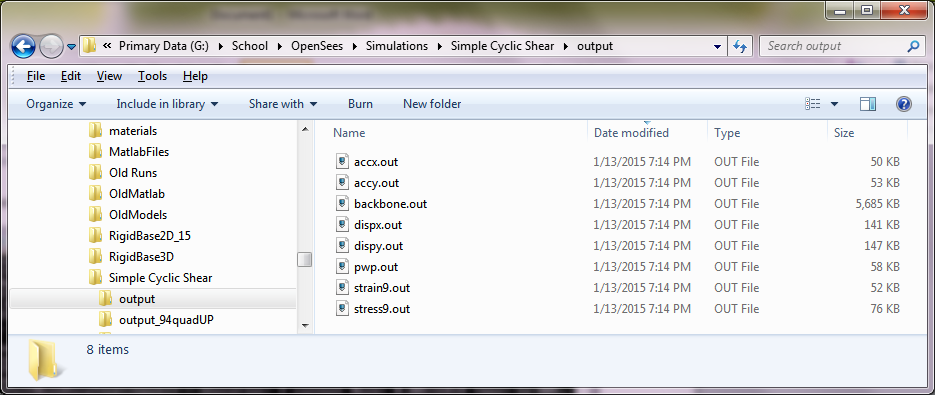 Primary Data (G:) School OpenSees Simulations Simple Cyclic Shear output Search output
File Edit View Tools Help
Organize Include in library Share with Burn New folder
materials
MatlabFiles
Old Runs
OldMatlab
OldModels
RigidBase2D_15
RigidBase3D
Simple Cyclic Shear
output
output_94quadUP
Name Date modified Type Size
accx.out 1/13/2015 7:14 PM OUT File 50 KB
accy.out 1/13/2015 7:14 PM OUT File 53 KB
backbone.out 1/13/2015 7:14 PM OUT File 5,685 KB
dispx.out 1/13/2015 7:14 PM OUT File 141 KB
dispy.out 1/13/2015 7:14 PM OUT File 147 KB
pwp.out 1/13/2015 7:14 PM OUT File 58 KB
strain9.out 1/13/2015 7:14 PM OUT File 52 KB
stress9.out 1/13/2015 7:14 PM OUT File 76 KB
8 items